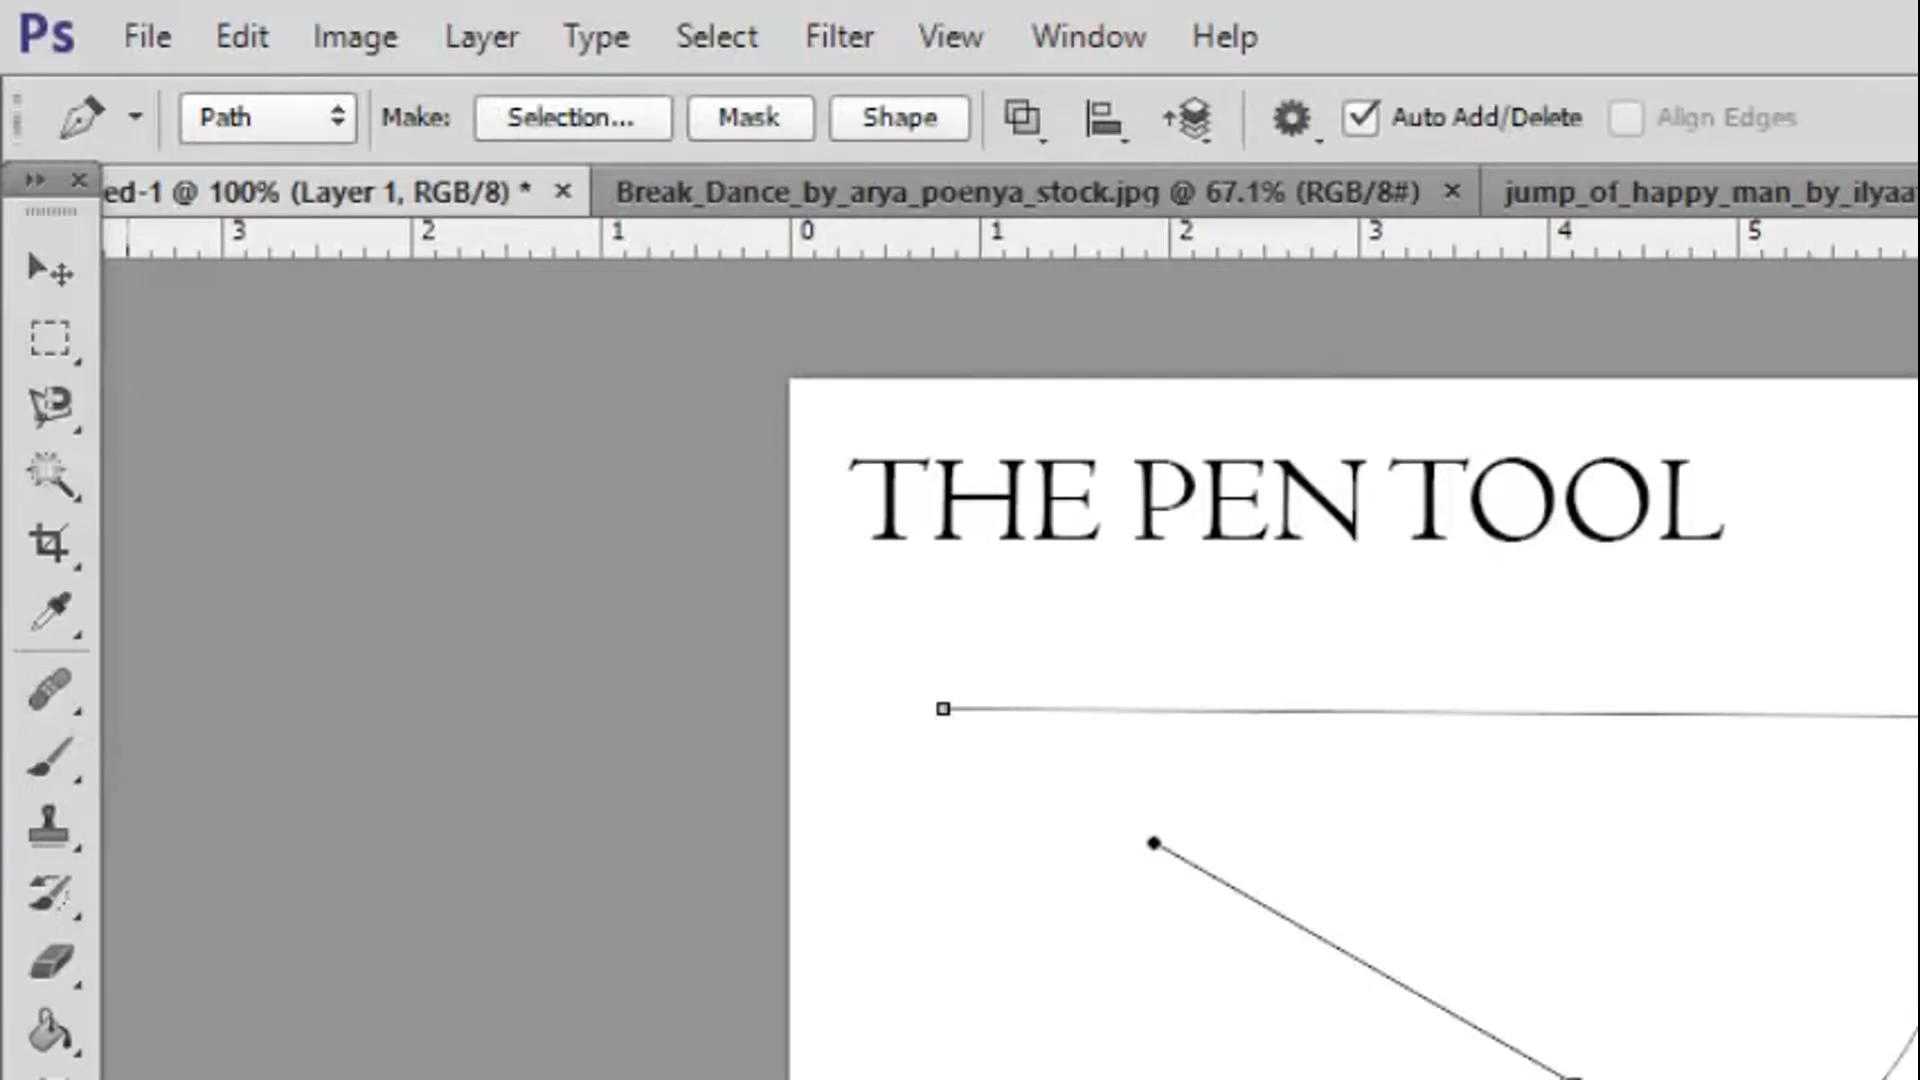 Ps File Edit Image Layer Type Select Filter View Window Help
Path Make: Selection... Mask Shape Auto Add/Delete Align Edges
ed-1 @ 100% (Layer 1, RGB/8) * × Break_Dance_by_arya_poenya_stock.jpg @ 67.1% (RGB/8#) × jump_of_happy_man_by_ilyaa
3 2 1 0 1 2 3 4 5
THE PEN TOOL